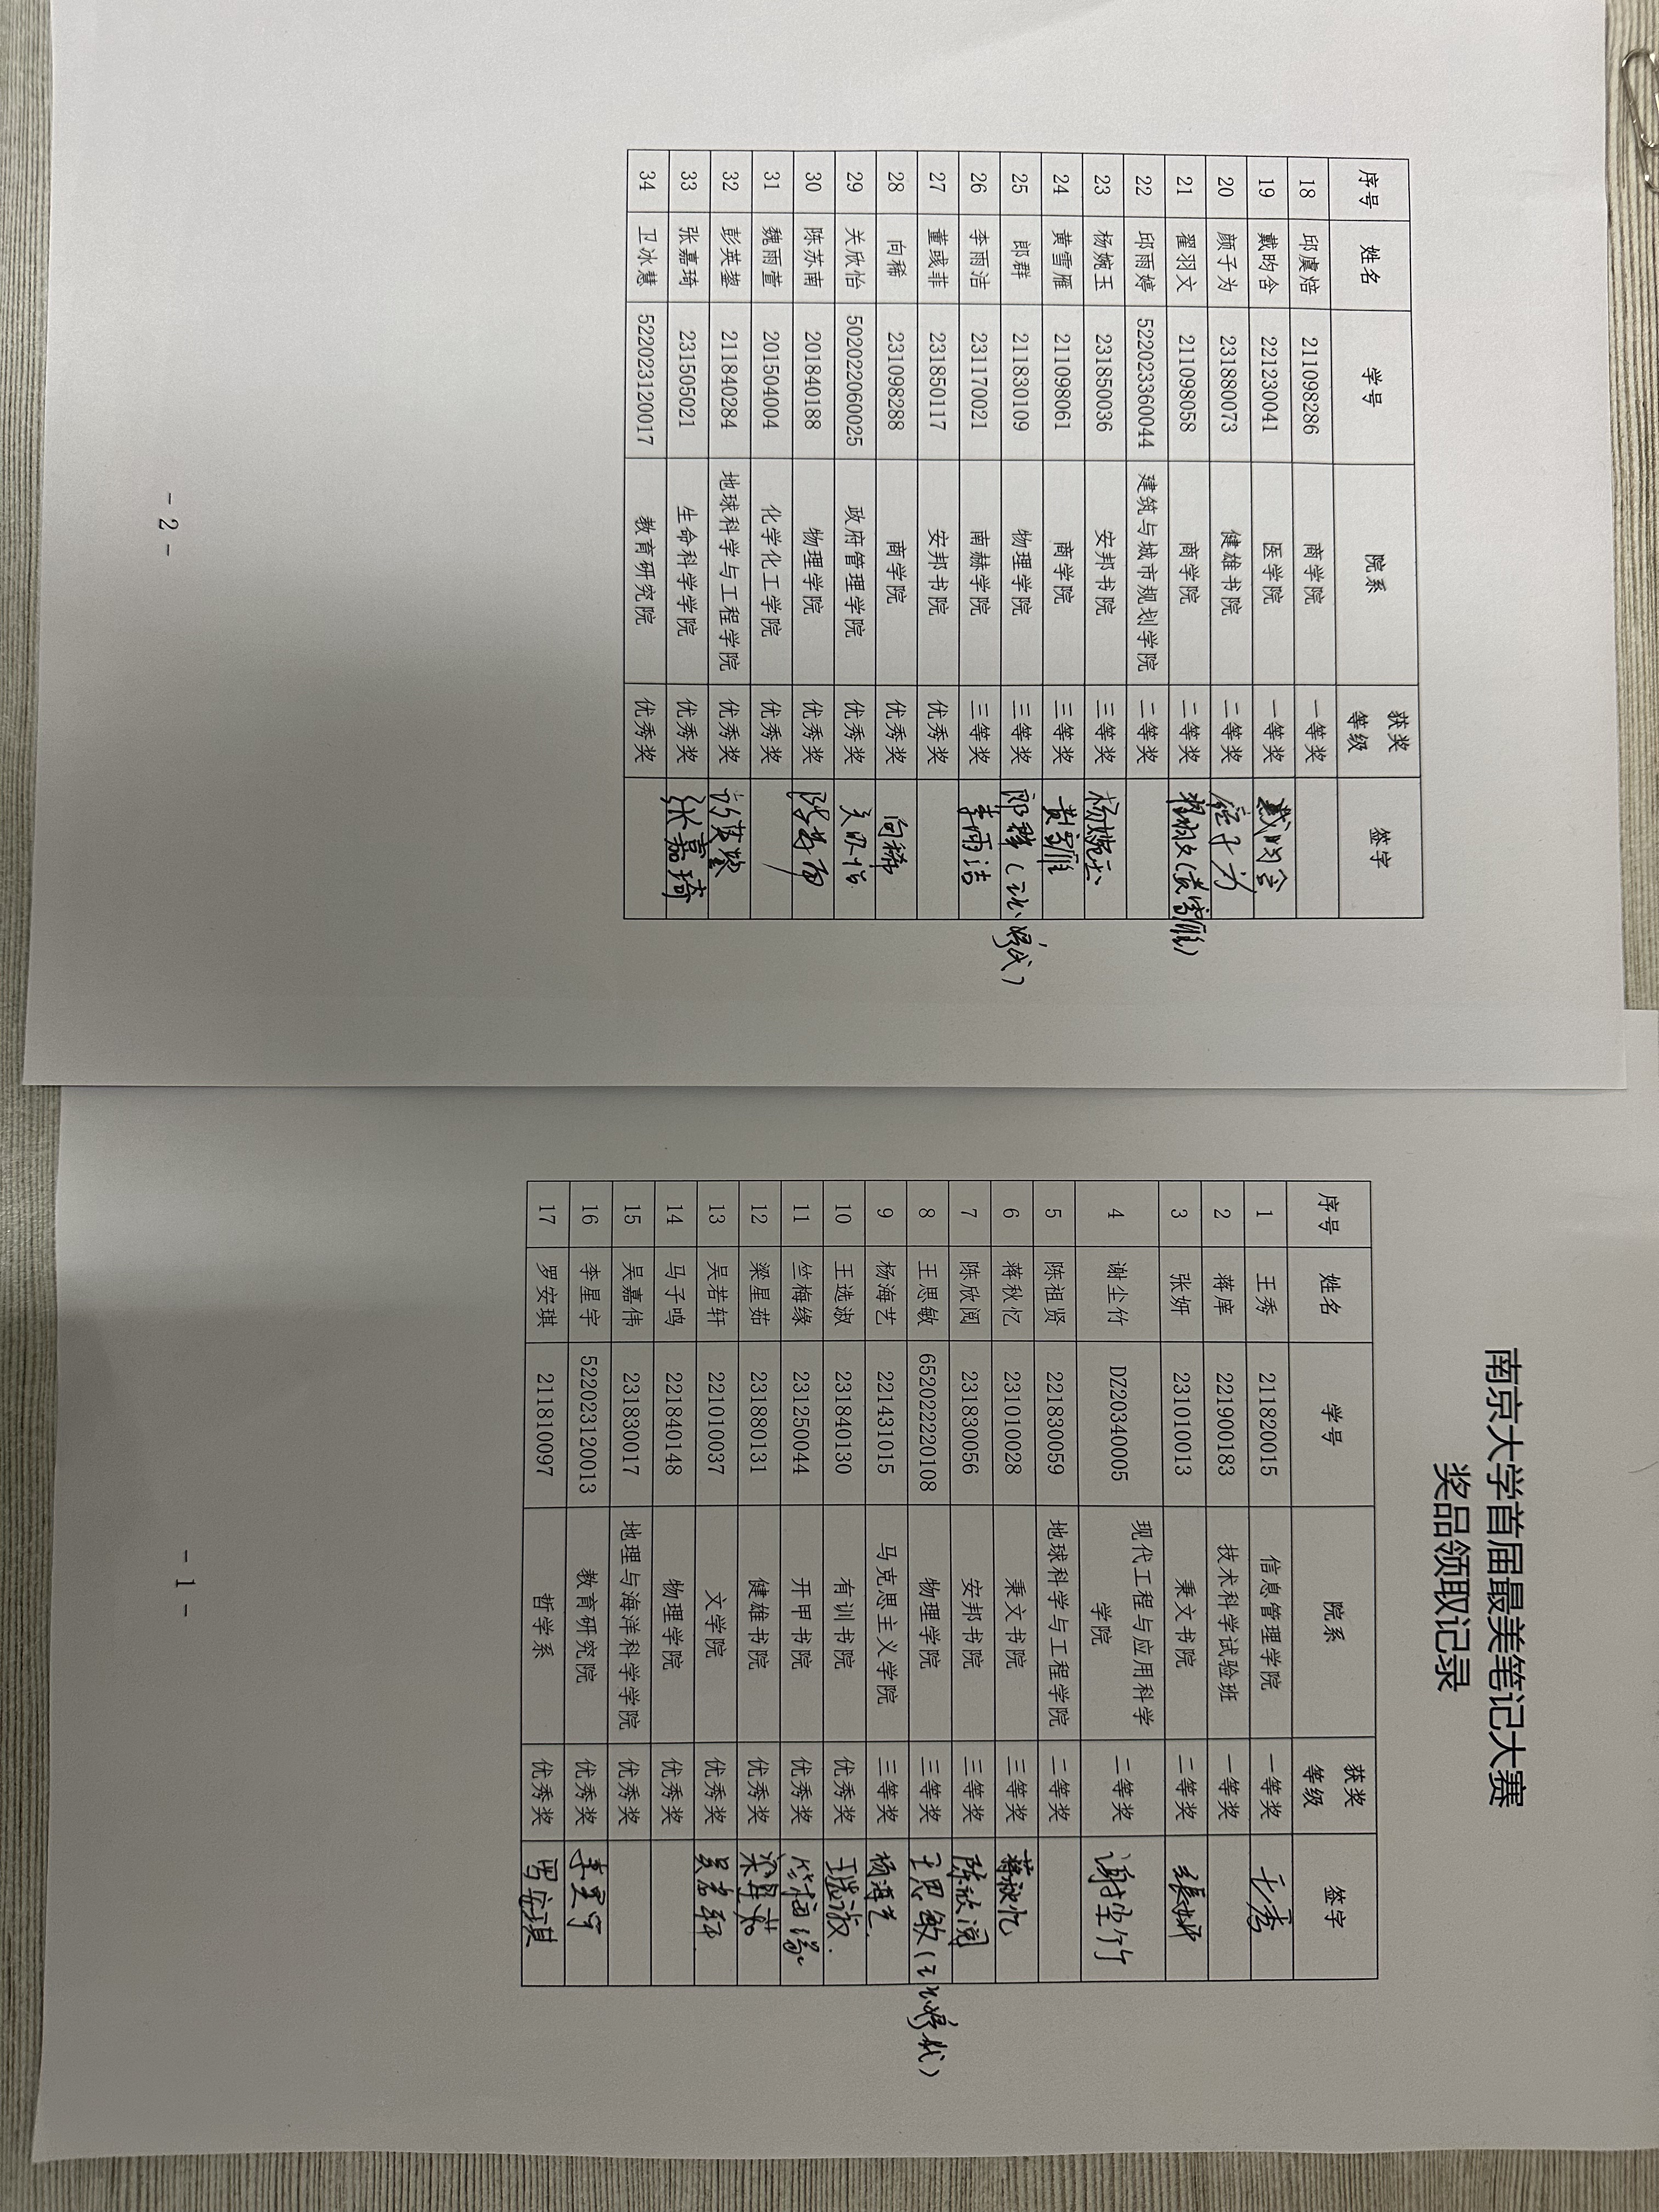 南京大学首届最美笔记大赛
奖品领取记录
序号 姓名 学号 院系 获奖等级 签字
1 王秀 211820015 信息管理学院 一等奖 王秀
2 蒋庠 221900183 技术科学试验班 一等奖
3 张妍 231010013 秉文书院 二等奖 張妍
4 谢尘竹 DZ20340005 现代工程与应用科学学院 二等奖 谢尘竹
5 陈祖贤 221830059 地球科学与工程学院 二等奖
6 蒋秋忆 231010028 秉文书院 三等奖 蒋秋忆
7 陈欣阅 231830056 安邦书院 三等奖 陈欣阅
8 王思敏 652022220108 物理学院 三等奖 王思敏(王 婷代)
9 杨海艺 221431015 马克思主义学院 三等奖 杨海艺
10 王选淑 231840130 有训书院 优秀奖 王选淑.
11 竺梅缘 231250044 开甲书院 优秀奖 竺梅缘
12 梁星茹 231880131 健雄书院 优秀奖 梁星茹
13 吴若轩 221010037 文学院 优秀奖 吴若轩
14 马子鸣 221840148 物理学院 优秀奖
15 吴嘉伟 231830017 地理与海洋科学学院 优秀奖
16 李星宇 522023120013 教育研究院 优秀奖 李星宇
17 罗安琪 211810097 哲学系 优秀奖 罗安琪
- 1 -
序号 姓名 学号 院系 获奖等级 签字
18 邱虞焙 211098286 商学院 一等奖
19 戴昀含 221230041 医学院 一等奖 戴昀含
20 颜子为 231880073 健雄书院 二等奖 颜子为
21 翟羽文 211098058 商学院 二等奖 翟羽文(黄雪雁)
22 邱雨婷 522023360044 建筑与城市规划学院 二等奖
23 杨婉玉 231850036 安邦书院 三等奖 杨婉玉
24 黄雪雁 211098061 商学院 三等奖 黄雪雁
25 郎群 211830109 物理学院 三等奖 郎群(王 婷代)
26 李雨洁 231170021 南赫学院 三等奖 李雨洁
27 董彧菲 231850117 安邦书院 优秀奖
28 向稀 231098288 商学院 优秀奖 向稀
29 关欣怡 502022060025 政府管理学院 优秀奖 关欣怡
30 陈苏南 201840188 物理学院 优秀奖 陈苏南
31 魏雨萱 201504004 化学化工学院 优秀奖
32 彭英鋆 211840284 地球科学与工程学院 优秀奖 彭英鋆
33 张嘉琦 231505021 生命科学学院 优秀奖 张嘉琦
34 卫冰慧 522023120017 教育研究院 优秀奖
- 2 -